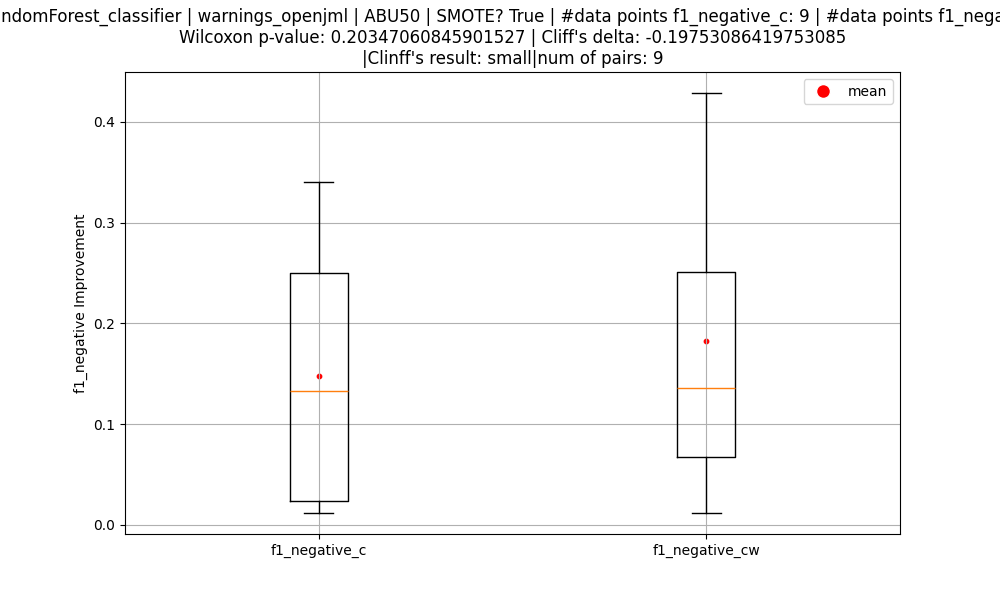 ndomForest_classifier | warnings_openjml | ABU50 | SMOTE? True | #data points f1_negative_c: 9 | #data points f1_nega
Wilcoxon p-value: 0.20347060845901527 | Cliff's delta: -0.19753086419753085
|Clinff's result: small|num of pairs: 9
mean
0.4
0.3
0.2
0.1
0.0
f1_negative Improvement
f1_negative_c
f1_negative_cw